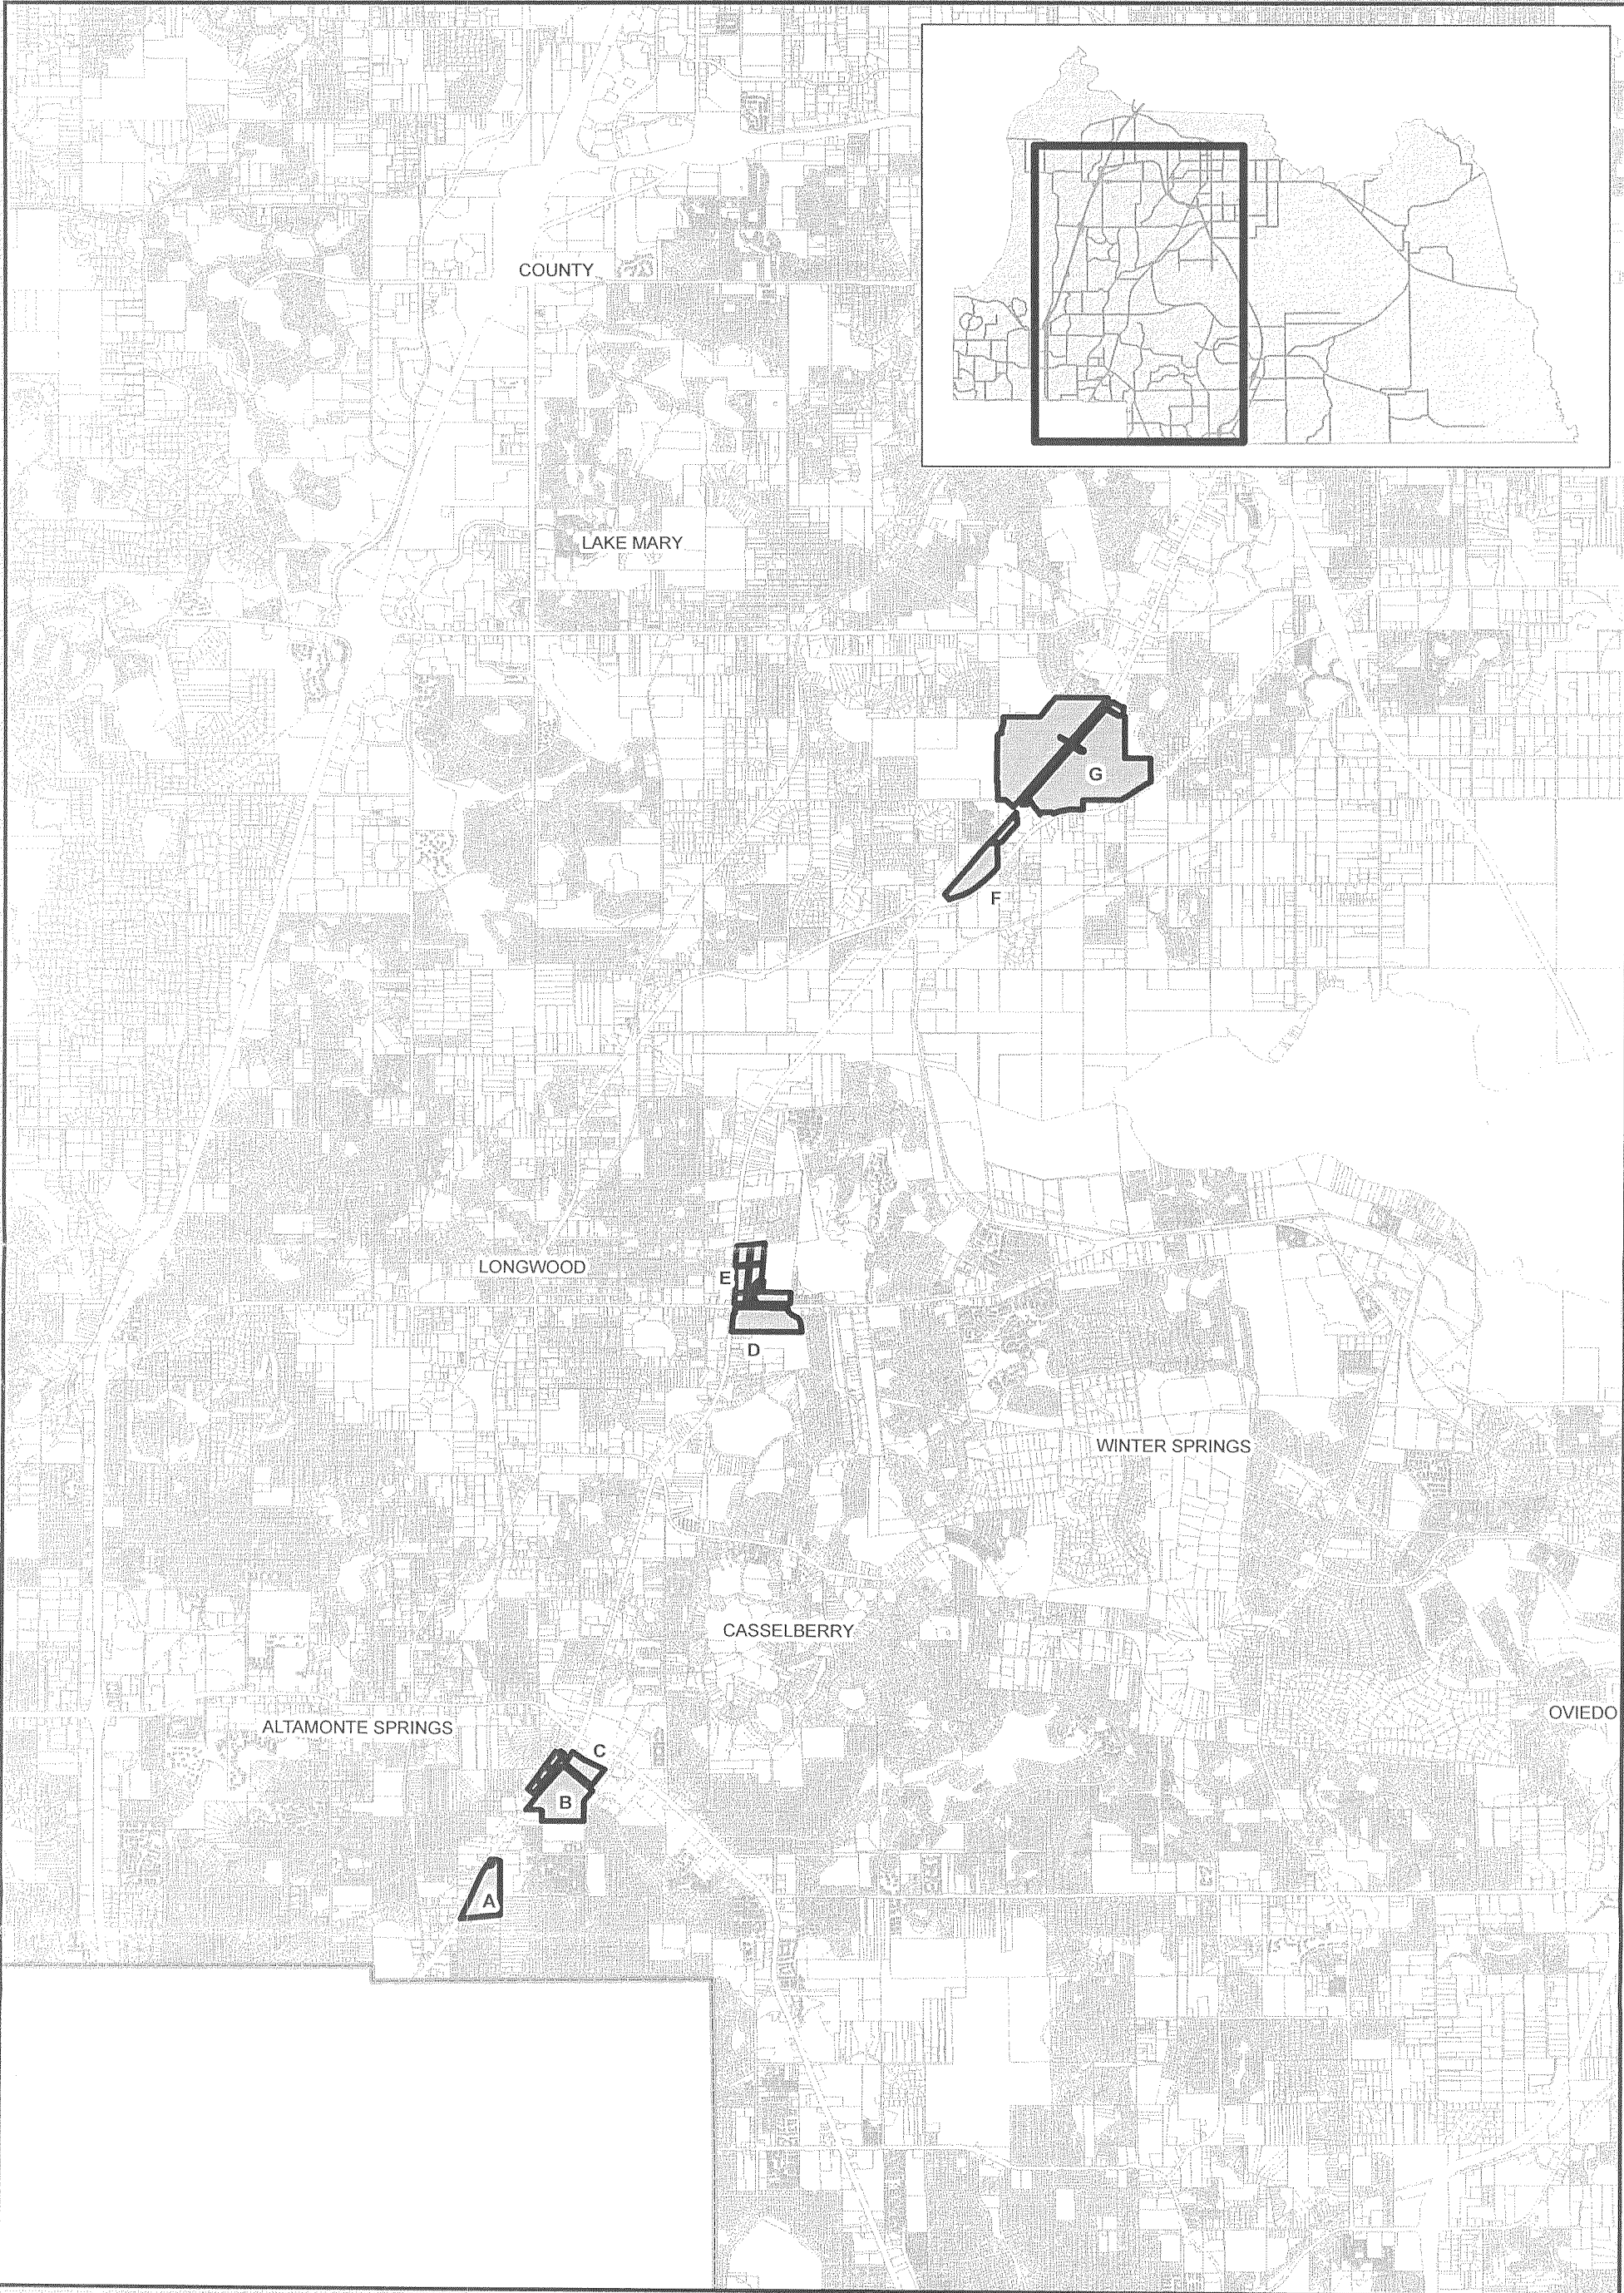 COUNTY
LAKE MARY
G
F
LONGWOOD
E
D
WINTER SPRINGS
CASSELBERRY
OVIEDO
ALTAMONTE SPRINGS
C
B
A